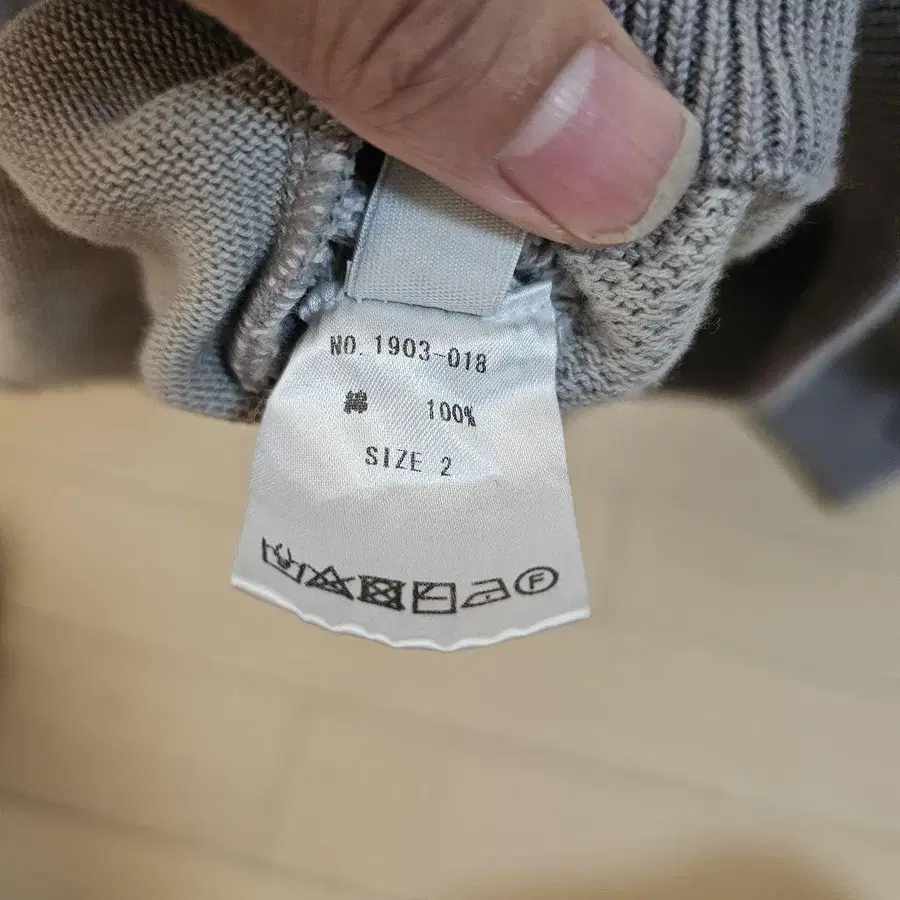 NO. 1903-018
綿 100%
SIZE 2
F